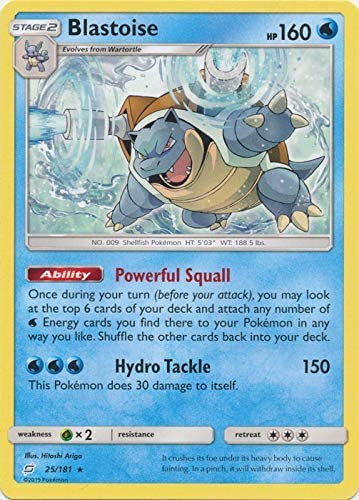 STAGE2 Blastoise HP160
Evolves from Wartortle
NO. 009 Shellfish Pokémon HT: 5'03" WT: 188.5 lbs.
Ability Powerful Squall
Once during your turn (before your attack), you may look
at the top 6 cards of your deck and attach any number of
Energy cards you find there to your Pokémon in any
way you like. Shuffle the other cards back into your deck.
Hydro Tackle 150
This Pokémon does 30 damage to itself.
weakness ×2 resistance retreat
Illus. Hitoshi Ariga
25/181 ★
©2019 Pokémon
It crushes its foe under its heavy body to cause
fainting. In a pinch, it will withdraw inside its shell.